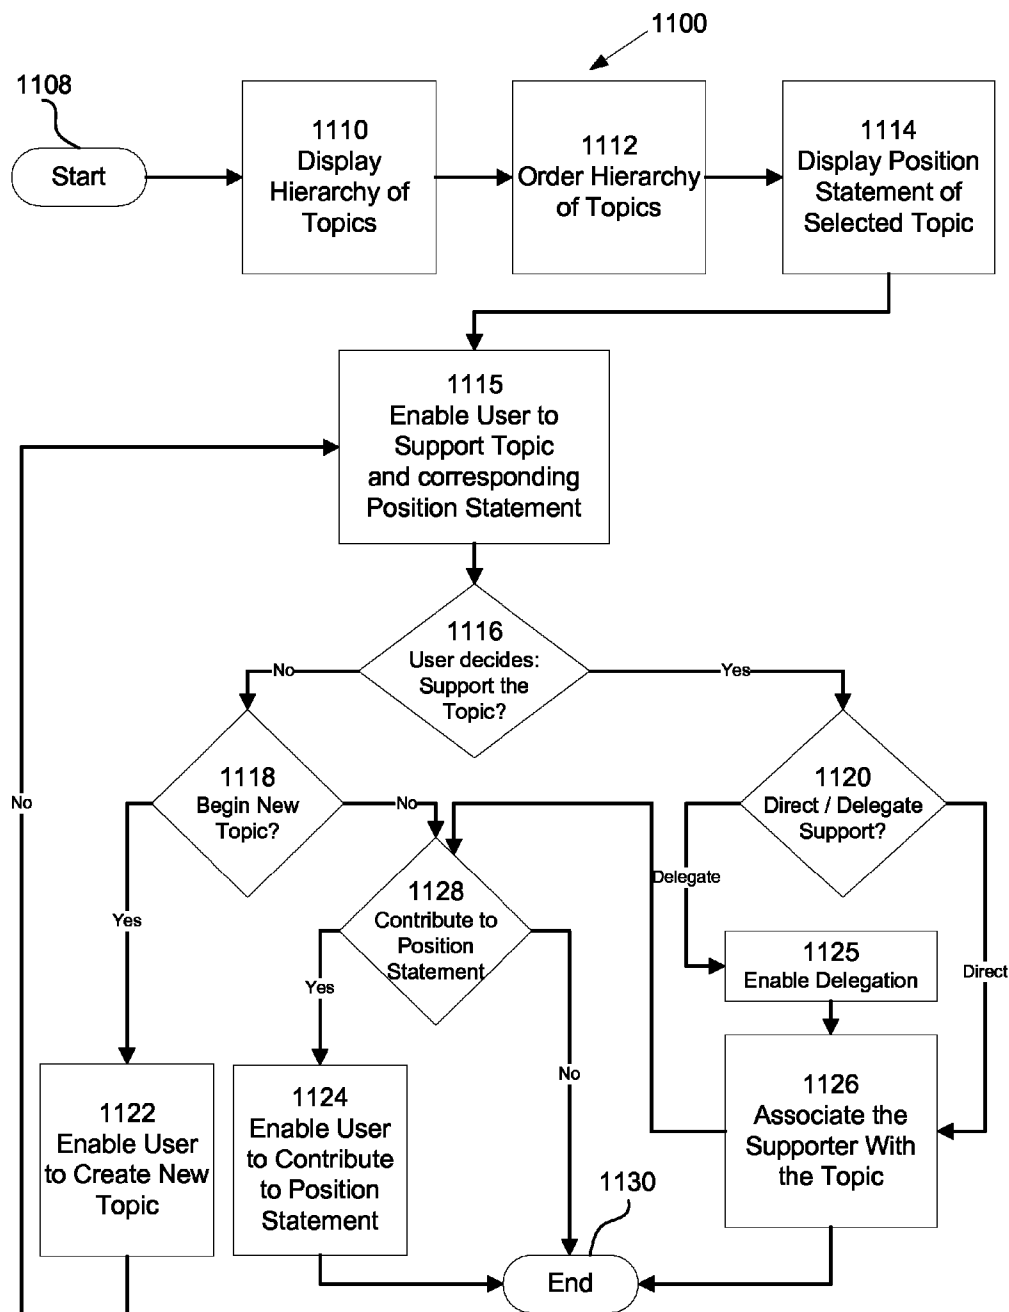 1100
1108
Start
1110
Display
Hierarchy of
Topics
1112
Order Hierarchy
of Topics
1114
Display Position
Statement of
Selected Topic
1115
Enable User to
Support Topic
and corresponding
Position Statement
1116
User decides:
Support the
Topic?
No
Yes
1118
Begin New
Topic?
1120
Direct / Delegate
Support?
No
No
Delegate
1128
Contribute to
Position
Statement
Yes
Yes
1125
Enable Delegation
Direct
No
1122
Enable User
to Create New
Topic
1124
Enable User
to Contribute
to Position
Statement
1126
Associate the
Supporter With
the Topic
1130
End